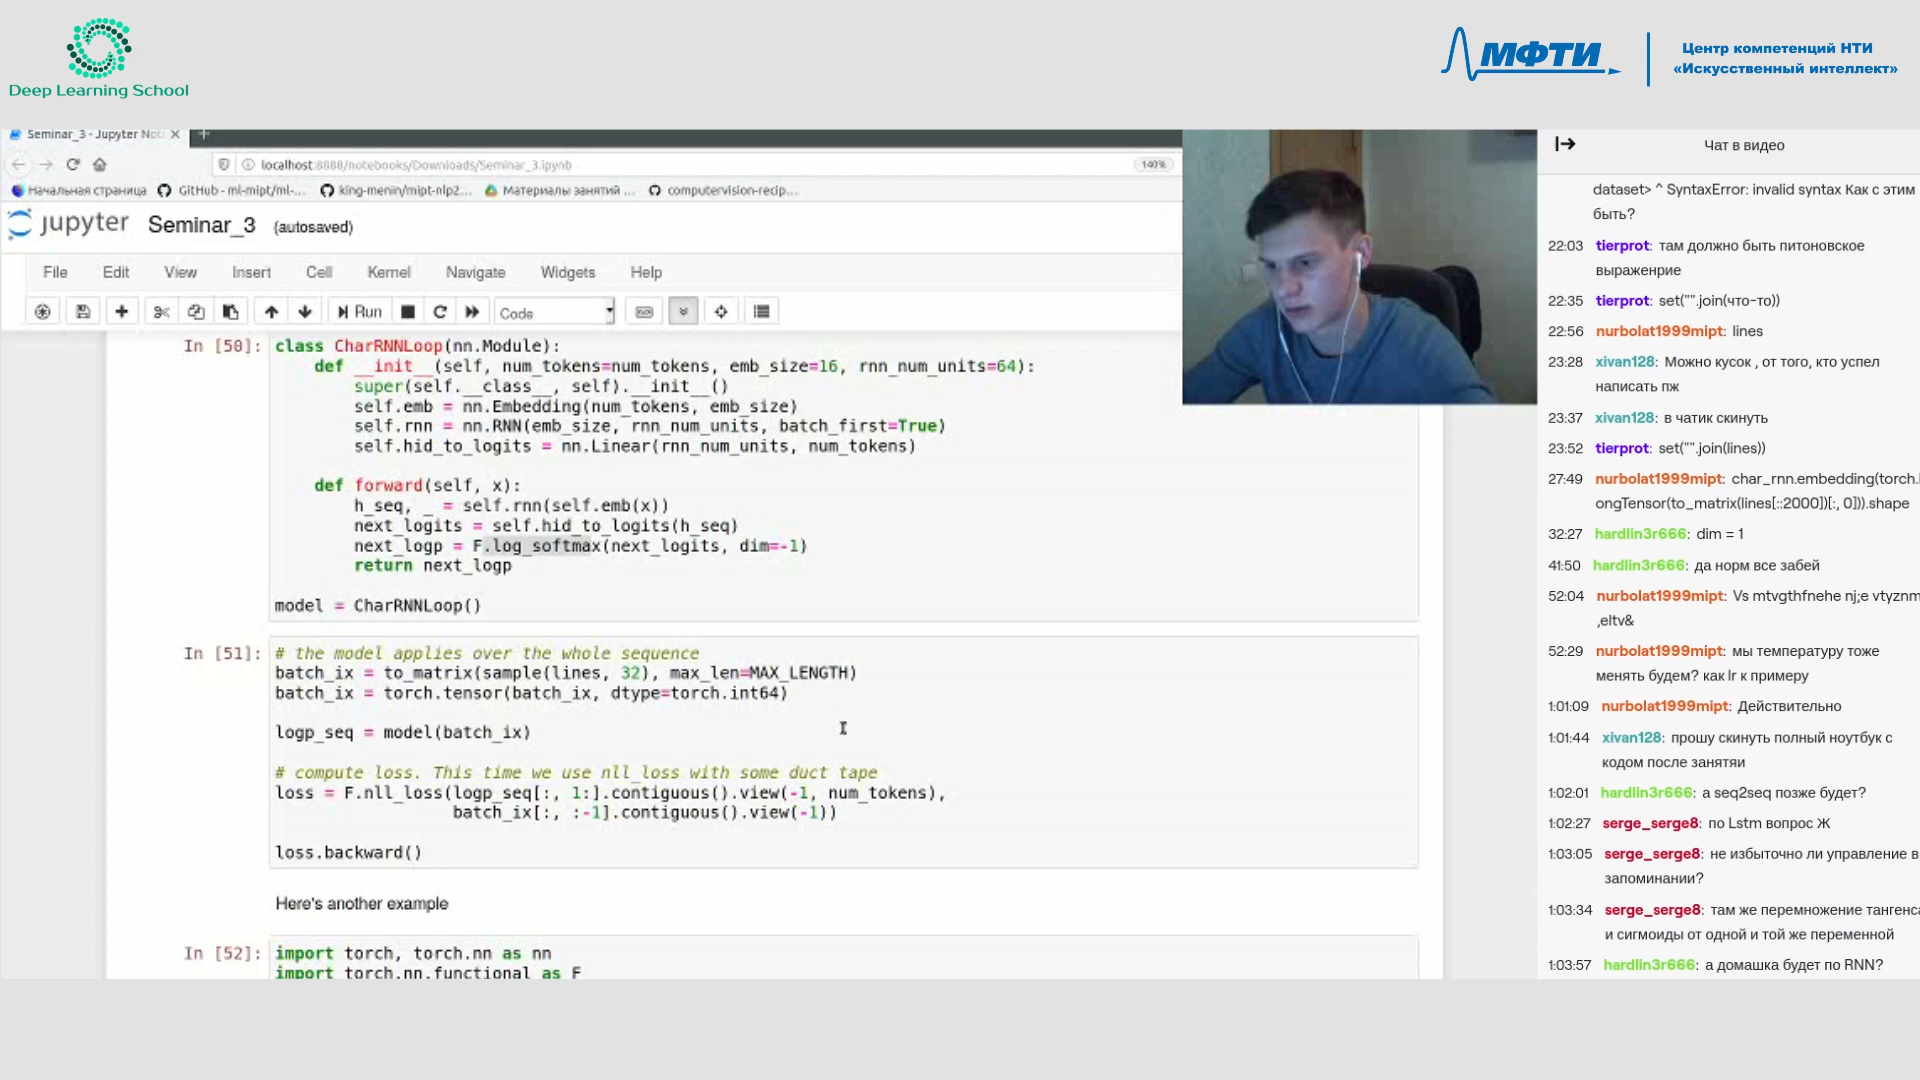 Deep Learning School
МФТИ
Центр компетенций НТИ
«Искусственный интеллект»
Seminar_3 - Jupyter Not
localhost:8888/notebooks/Downloads/Seminar_3.ipynb
140%
Начальная страница
GitHub - ml-mipt/ml-...
king-menin/mipt-nlp2...
Материалы занятий ...
computervision-recip...
jupyter Seminar_3 (autosaved)
File Edit View Insert Cell Kernel Navigate Widgets Help
Run
Code
In [50]: class CharRNNLoop(nn.Module):
    def __init__(self, num_tokens=num_tokens, emb_size=16, rnn_num_units=64):
        super(self.__class__, self).__init__()
        self.emb = nn.Embedding(num_tokens, emb_size)
        self.rnn = nn.RNN(emb_size, rnn_num_units, batch_first=True)
        self.hid_to_logits = nn.Linear(rnn_num_units, num_tokens)
    def forward(self, x):
        h_seq, _ = self.rnn(self.emb(x))
        next_logits = self.hid_to_logits(h_seq)
        next_logp = F.log_softmax(next_logits, dim=-1)
        return next_logp
model = CharRNNLoop()
In [51]: # the model applies over the whole sequence
batch_ix = to_matrix(sample(lines, 32), max_len=MAX_LENGTH)
batch_ix = torch.tensor(batch_ix, dtype=torch.int64)
logp_seq = model(batch_ix)
# compute loss. This time we use nll_loss with some duct tape
loss = F.nll_loss(logp_seq[:, 1:].contiguous().view(-1, num_tokens),
                  batch_ix[:, :-1].contiguous().view(-1))
loss.backward()
Here's another example
In [52]: import torch, torch.nn as nn
import torch.nn.functional as F
Чат в видео
dataset> ^ SyntaxError: invalid syntax Как с этим
быть?
22:03 tierprot: там должно быть питоновское
выраженрие
22:35 tierprot: set("".join(что-то))
22:56 nurbolat1999mipt: lines
23:28 xivan128: Можно кусок , от того, кто успел
написать пж
23:37 xivan128: в чатик скинуть
23:52 tierprot: set("".join(lines))
27:49 nurbolat1999mipt: char_rnn.embedding(torch.l
ongTensor(to_matrix(lines[::2000])[:, 0])).shape
32:27 hardlin3r666: dim = 1
41:50 hardlin3r666: да норм все забей
52:04 nurbolat1999mipt: Vs mtvgthfnehe nj;e vtyznm
,eltv&
52:29 nurbolat1999mipt: мы температуру тоже
менять будем? как lr к примеру
1:01:09 nurbolat1999mipt: Действительно
1:01:44 xivan128: прошу скинуть полный ноутбук с
кодом после занятяи
1:02:01 hardlin3r666: а seq2seq позже будет?
1:02:27 serge_serge8: по Lstm вопрос Ж
1:03:05 serge_serge8: не избыточно ли управление в
запоминании?
1:03:34 serge_serge8: там же перемножение тангенса
и сигмоиды от одной и той же переменной
1:03:57 hardlin3r666: а домашка будет по RNN?